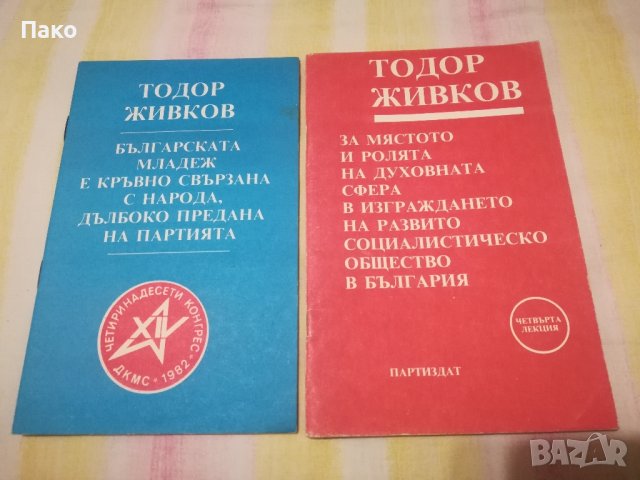 Пако
ТОДОР
ЖИВКОВ
БЪЛГАРСКАТА
МЛАДЕЖ
Е КРЪВНО СВЪРЗАНА
С НАРОДА,
ДЪЛБОКО ПРЕДАНА
НА ПАРТИЯТА
ЧЕТИРИНАДЕСЕТИ КОНГРЕС
XIV
ДКМС * 1982 *
ТОДОР
ЖИВКОВ
ЗА МЯСТОТО
И РОЛЯТА
НА ДУХОВНАТА
СФЕРА
В ИЗГРАЖДАНЕТО
НА РАЗВИТО
СОЦИАЛИСТИЧЕСКО
ОБЩЕСТВО
В БЪЛГАРИЯ
ЧЕТВЪРТА
ЛЕКЦИЯ
ПАРТИЗДАТ
BAZAR